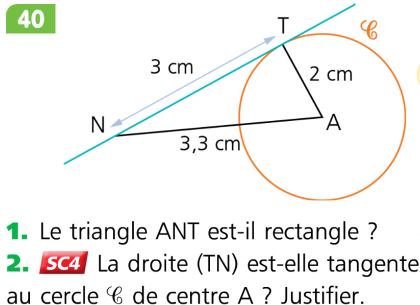 40
T
𝒞
3 cm
2 cm
N
A
3,3 cm
1. Le triangle ANT est-il rectangle ?
2. SC4 La droite (TN) est-elle tangente
au cercle 𝒞 de centre A ? Justifier.